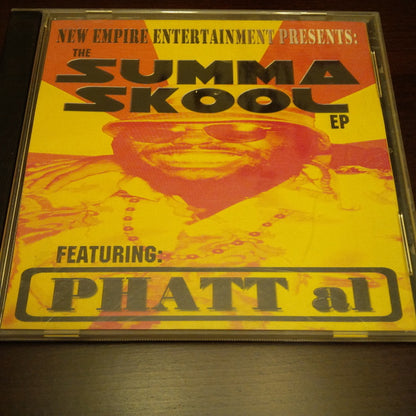 NEW EMPIRE ENTERTAINMENT PRESENTS:
THE
SUMMA
SKOOL
EP
FEATURING:
PHATT al